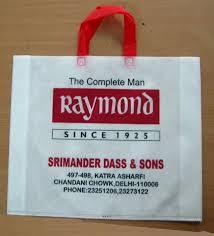 The Complete Man
Raymond
SINCE 1925
SRIMANDER DASS & SONS
497-498, KATRA ASHARFI
CHANDANI CHOWK,DELHI-110006
PHONE:23251206,23273122